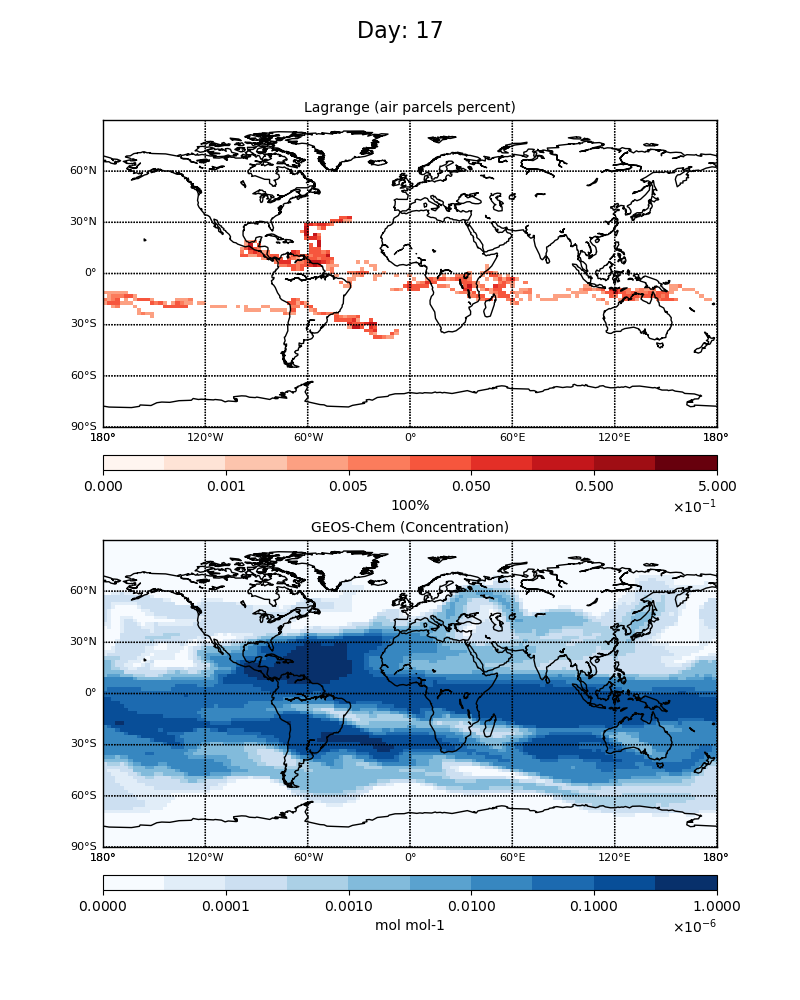 Day: 17
Lagrange (air parcels percent)
60°N
30°N
0°
30°S
60°S
90°S
180° 120°W 60°W 0° 60°E 120°E 180°
0.000 0.001 0.005 0.050 0.500 5.000
100% ×10⁻¹
GEOS-Chem (Concentration)
60°N
30°N
0°
30°S
60°S
90°S
180° 120°W 60°W 0° 60°E 120°E 180°
0.0000 0.0001 0.0010 0.0100 0.1000 1.0000
mol mol-1 ×10⁻⁶